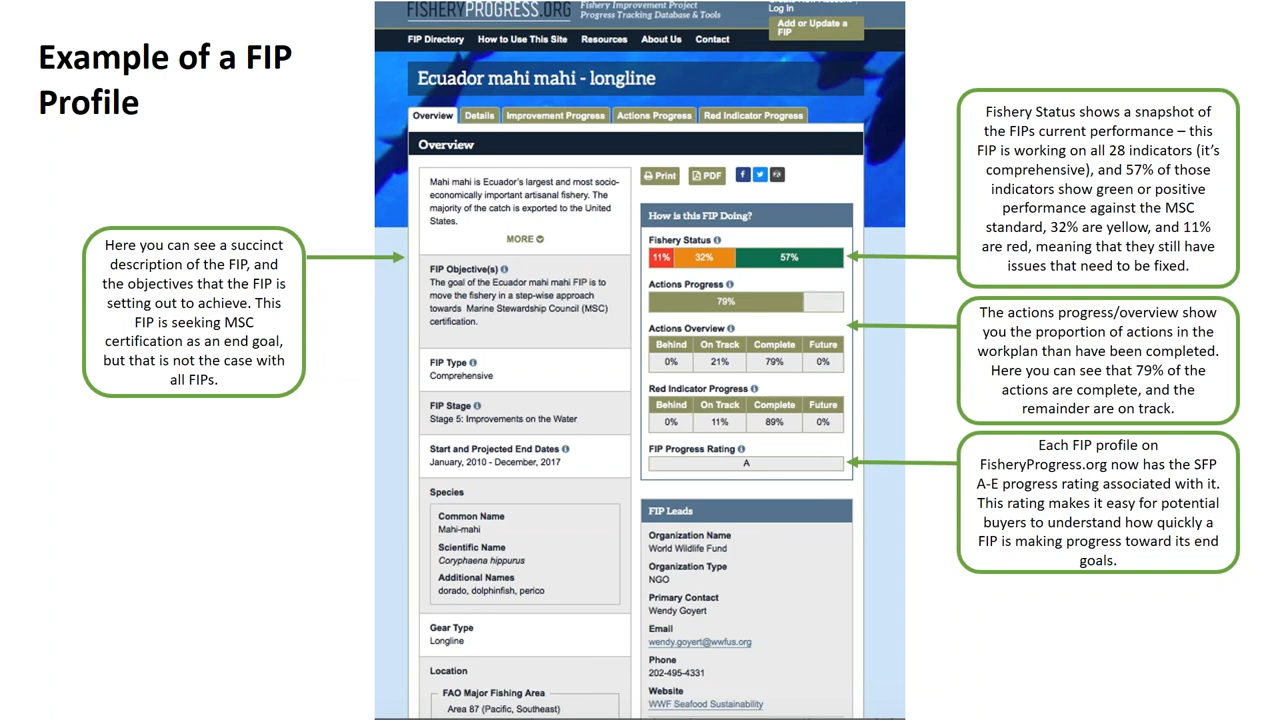 Example of a FIP
Profile
Here you can see a succinct
description of the FIP, and
the objectives that the FIP is
setting out to achieve. This
FIP is seeking MSC
certification as an end goal,
but that is not the case with
all FIPs.
FISHERYPROGRESS.ORG
Fishery Improvement Project
Progress Tracking Database & Tools
Log In
Add or Update a
FIP
FIP Directory How to Use This Site Resources About Us Contact
Ecuador mahi mahi - longline
Overview Details Improvement Progress Actions Progress Red Indicator Progress
Overview
Mahi mahi is Ecuador's largest and most socio-
economically important artisanal fishery. The
majority of the catch is exported to the United
States.
MORE
FIP Objective(s)
The goal of the Ecuador mahi mahi FIP is to
move the fishery in a step-wise approach
towards Marine Stewardship Council (MSC)
certification.
FIP Type
Comprehensive
FIP Stage
Stage 5: Improvements on the Water
Start and Projected End Dates
January, 2010 - December, 2017
Species
Common Name
Mahi-mahi
Scientific Name
Coryphaena hippurus
Additional Names
dorado, dolphinfish, perico
Gear Type
Longline
Location
FAO Major Fishing Area
Area 87 (Pacific, Southeast)
Print PDF
How is this FIP Doing?
Fishery Status
11% 32% 57%
Actions Progress
79%
Actions Overview
Behind On Track Complete Future
0% 21% 79% 0%
Red Indicator Progress
Behind On Track Complete Future
0% 11% 89% 0%
FIP Progress Rating
A
FIP Leads
Organization Name
World Wildlife Fund
Organization Type
NGO
Primary Contact
Wendy Goyert
Email
wendy.goyert@wwfus.org
Phone
202-495-4331
Website
WWF Seafood Sustainability
Fishery Status shows a snapshot of
the FIPs current performance – this
FIP is working on all 28 indicators (it's
comprehensive), and 57% of those
indicators show green or positive
performance against the MSC
standard, 32% are yellow, and 11%
are red, meaning that they still have
issues that need to be fixed.
The actions progress/overview show
you the proportion of actions in the
workplan than have been completed.
Here you can see that 79% of the
actions are complete, and the
remainder are on track.
Each FIP profile on
FisheryProgress.org now has the SFP
A-E progress rating associated with it.
This rating makes it easy for potential
buyers to understand how quickly a
FIP is making progress toward its end
goals.